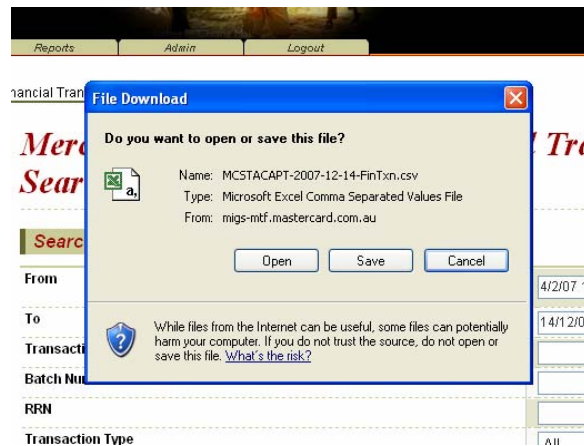 Reports Admin Logout
nancial Tran
File Download
Do you want to open or save this file?
Merc Tra
Sear
Name: MCSTACAPT-2007-12-14-FinTxn.csv
Type: Microsoft Excel Comma Separated Values File
From: migs-mtf.mastercard.com.au
a,
Searc
Open Save Cancel
From
4/2/07 1
To
14/12/0
While files from the Internet can be useful, some files can potentially
harm your computer. If you do not trust the source, do not open or
save this file. What's the risk?
Transacti
Batch Nu
RRN
Transaction Type
All